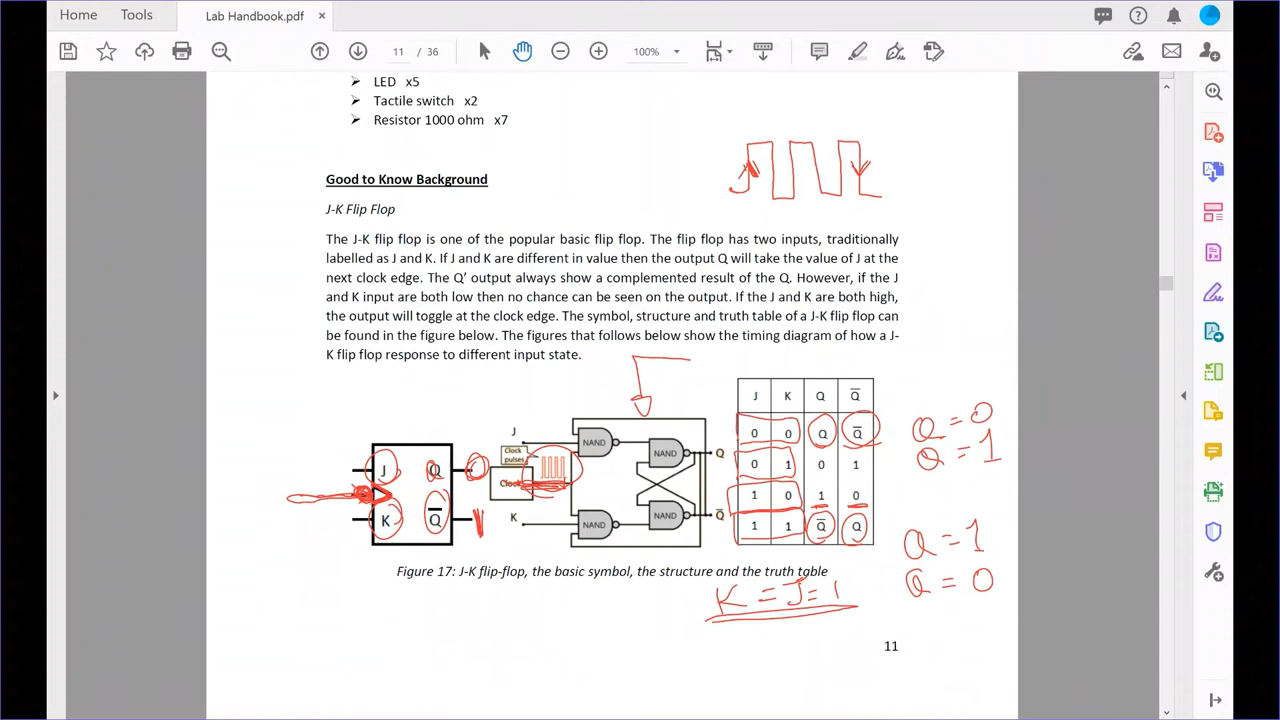 Home Tools Lab Handbook.pdf ×
11 / 36 100%
➢ LED x5
➢ Tactile switch x2
➢ Resistor 1000 ohm x7
Good to Know Background
J-K Flip Flop
The J-K flip flop is one of the popular basic flip flop. The flip flop has two inputs, traditionally
labelled as J and K. If J and K are different in value then the output Q will take the value of J at the
next clock edge. The Q’ output always show a complemented result of the Q. However, if the J
and K input are both low then no chance can be seen on the output. If the J and K are both high,
the output will toggle at the clock edge. The symbol, structure and truth table of a J-K flip flop can
be found in the figure below. The figures that follows below show the timing diagram of how a J-
K flip flop response to different input state.
J Q 0
K Q̅ 1
J
Clock
pulses
Clock
K
NAND NAND Q
NAND NAND Q̅
J K Q Q̅
0 0 Q Q̅
0 1 0 1
1 0 1 0
1 1 Q̅ Q
Q = 0
Q = 1
Q = 1
Q = 0
Figure 17: J-K flip-flop, the basic symbol, the structure and the truth table
K = J = 1
11